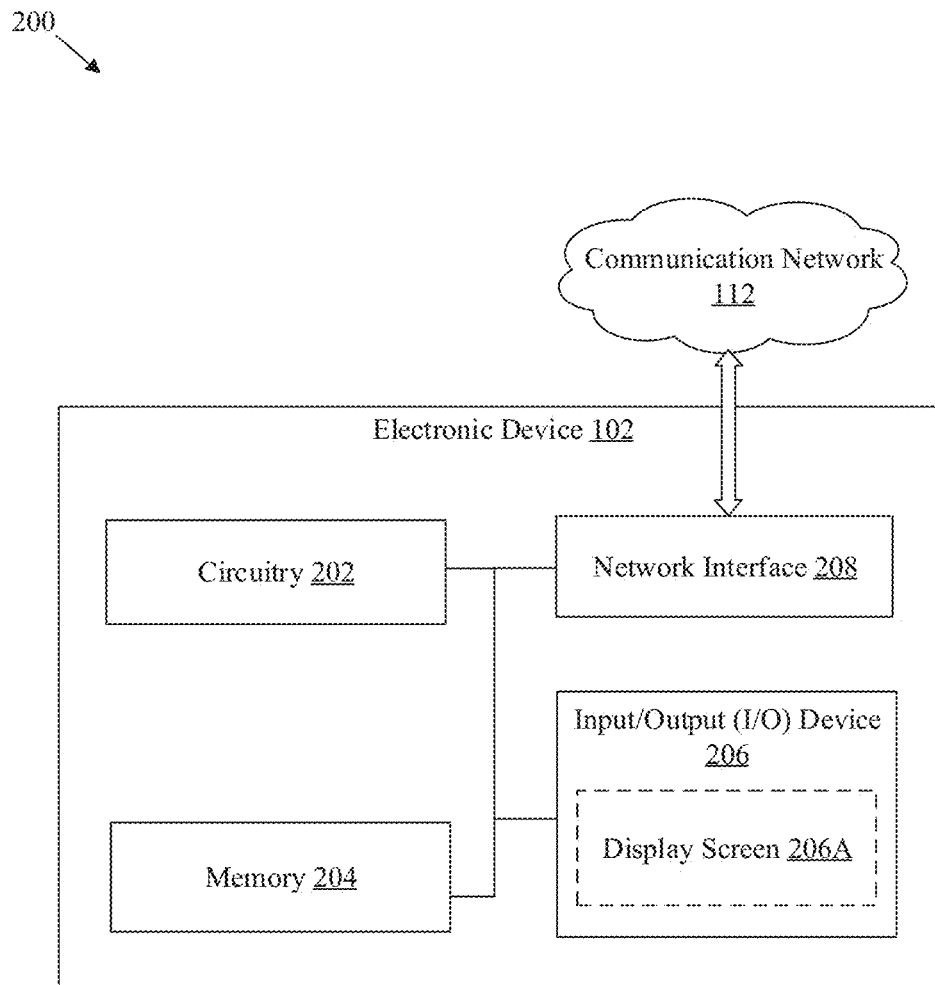 200
Communication Network
112
Electronic Device 102
Circuitry 202
Network Interface 208
Input/Output (I/O) Device
206
Display Screen 206A
Memory 204